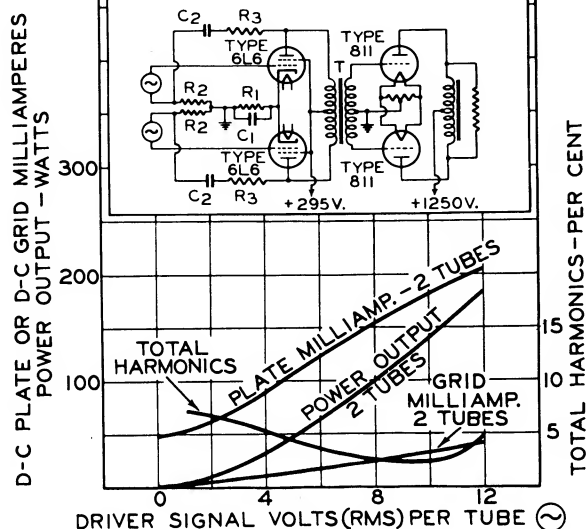 D-C PLATE OR D-C GRID MILLIAMPERES
POWER OUTPUT – WATTS
300
200
100
0
C2
R3
TYPE
6L6
R2
R2
R1
C1
TYPE
6L6
C2
R3
T
TYPE
811
TYPE
811
+295V.
+1250V.
PLATE MILLIAMP. – 2 TUBES
TOTAL
HARMONICS
POWER OUTPUT
2 TUBES
GRID
MILLIAMP.
2 TUBES
15
10
5
TOTAL HARMONICS – PER CENT
0
4
8
12
DRIVER SIGNAL VOLTS (RMS) PER TUBE